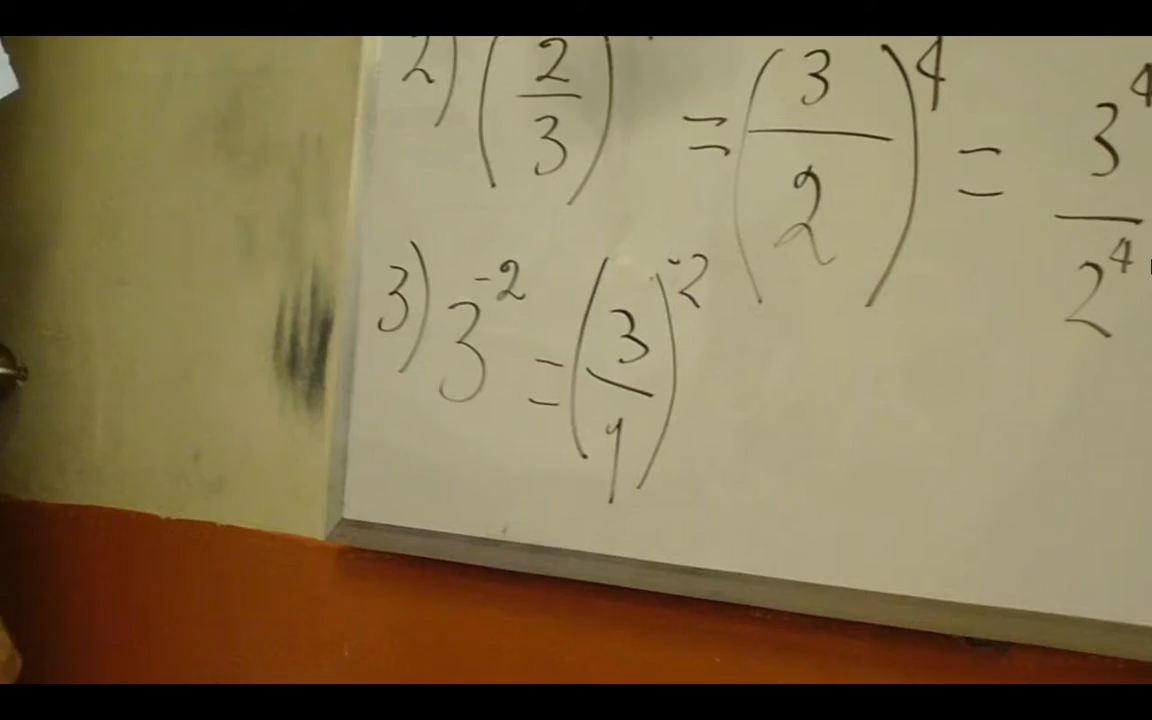 2) (2/3) = (3/2)^4 = 3^4/2^4
3) 3^-2 = (3/1)^-2